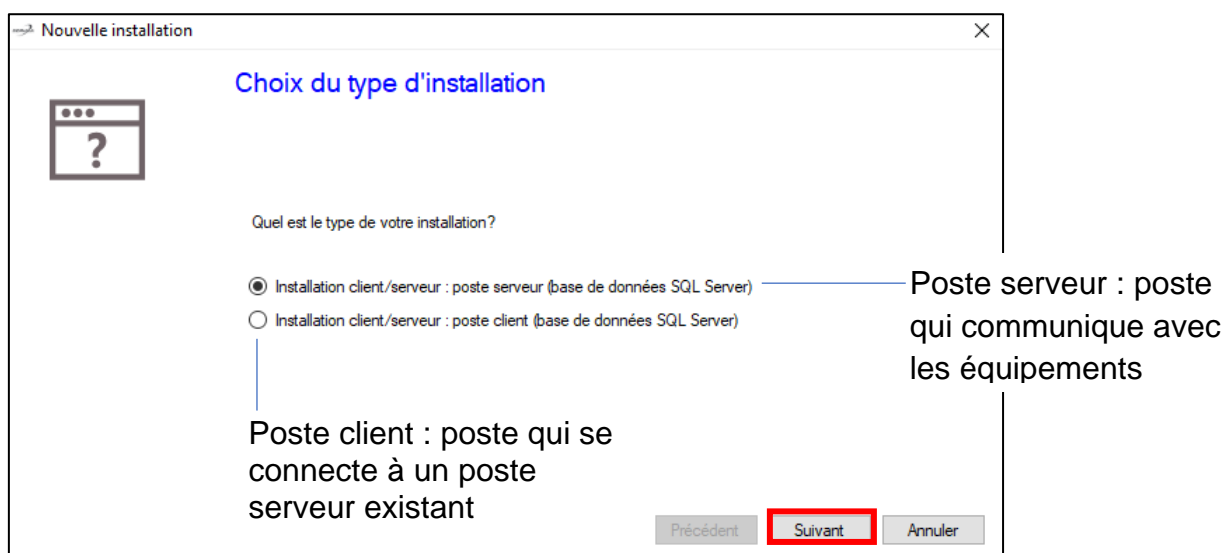 Nouvelle installation
Choix du type d'installation
?
Quel est le type de votre installation?
Installation client/serveur : poste serveur (base de données SQL Server)
Installation client/serveur : poste client (base de données SQL Server)
Poste serveur : poste
qui communique avec
les équipements
Poste client : poste qui se
connecte à un poste
serveur existant
Précédent
Suivant
Annuler